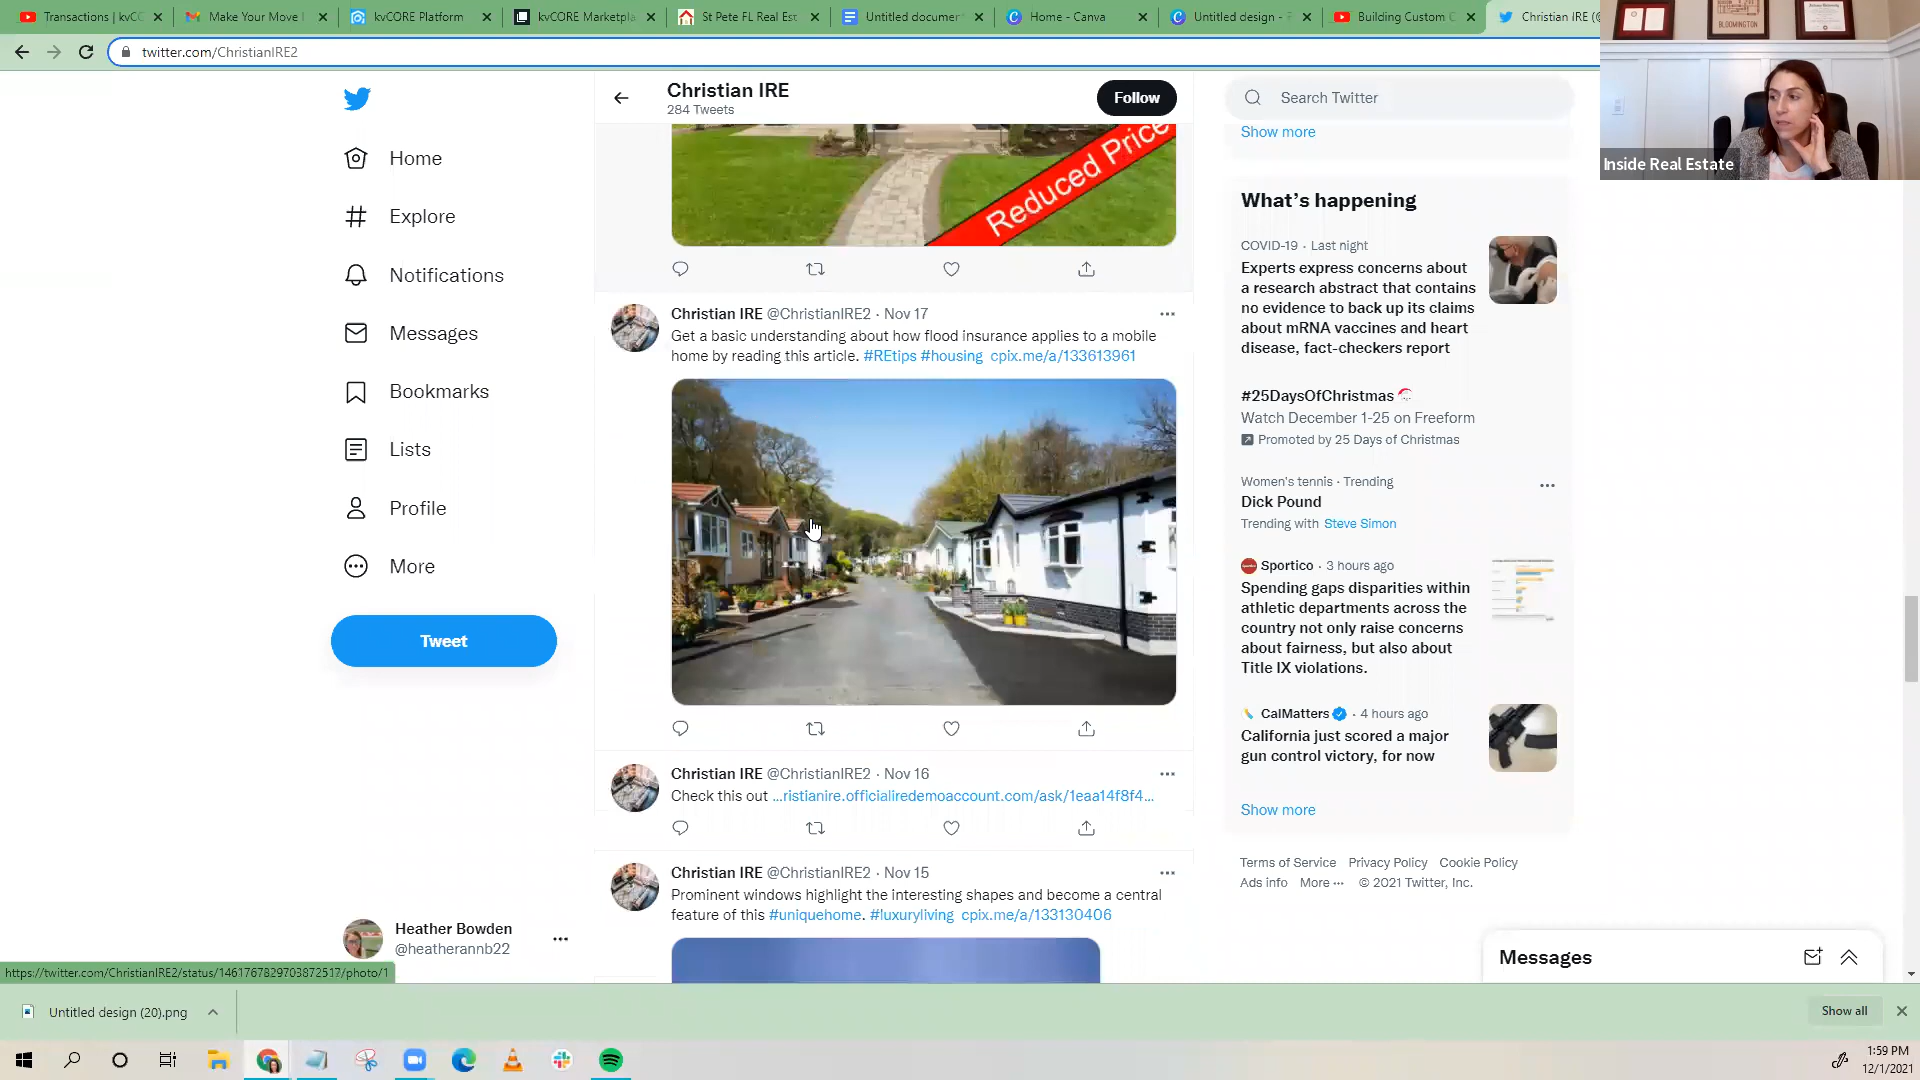 Transactions | kvCC
Make Your Move
kvCORE Platform
kvCORE Marketpla
St Pete FL Real Est
Untitled document
Home - Canva
Untitled design -
Building Custom C
Christian IRE (@
twitter.com/ChristianIRE2
Inside Real Estate
Home
Explore
Notifications
Messages
Bookmarks
Lists
Profile
More
Tweet
Heather Bowden
@heatherannb22
Christian IRE
284 Tweets
Follow
Reduced Price
Christian IRE @ChristianIRE2 · Nov 17
Get a basic understanding about how flood insurance applies to a mobile
home by reading this article. #REtips #housing cpix.me/a/133613961
Christian IRE @ChristianIRE2 · Nov 16
Check this out ...ristianire.officialiredemoaccount.com/ask/1eaa14f8f4...
Christian IRE @ChristianIRE2 · Nov 15
Prominent windows highlight the interesting shapes and become a central
feature of this #uniquehome. #luxuryliving cpix.me/a/133130406
Search Twitter
Show more
What's happening
COVID-19 · Last night
Experts express concerns about
a research abstract that contains
no evidence to back up its claims
about mRNA vaccines and heart
disease, fact-checkers report
#25DaysOfChristmas
Watch December 1-25 on Freeform
Promoted by 25 Days of Christmas
Women's tennis · Trending
Dick Pound
Trending with Steve Simon
Sportico · 3 hours ago
Spending gaps disparities within
athletic departments across the
country not only raise concerns
about fairness, but also about
Title IX violations.
CalMatters · 4 hours ago
California just scored a major
gun control victory, for now
Show more
Terms of Service Privacy Policy Cookie Policy
Ads info More ··· © 2021 Twitter, Inc.
Messages
https://twitter.com/ChristianIRE2/status/1461767829703872517/photo/1
Untitled design (20).png
Show all
1:59 PM
12/1/2021